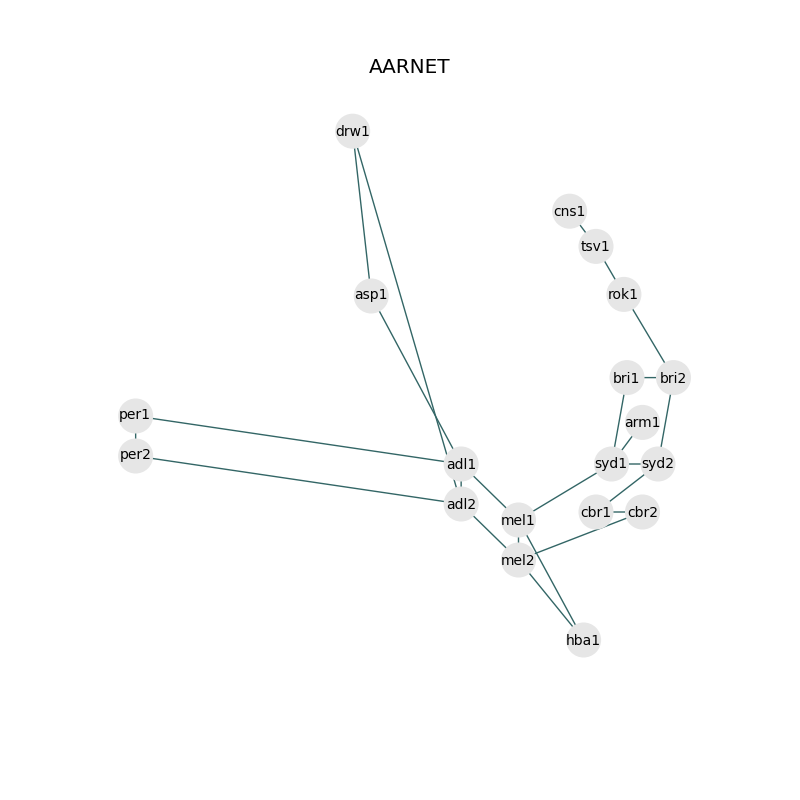 AARNET
drw1
cns1
tsv1
rok1
asp1
bri1
bri2
per1
arm1
per2
adl1
syd1
syd2
adl2
cbr1
cbr2
mel1
mel2
hba1